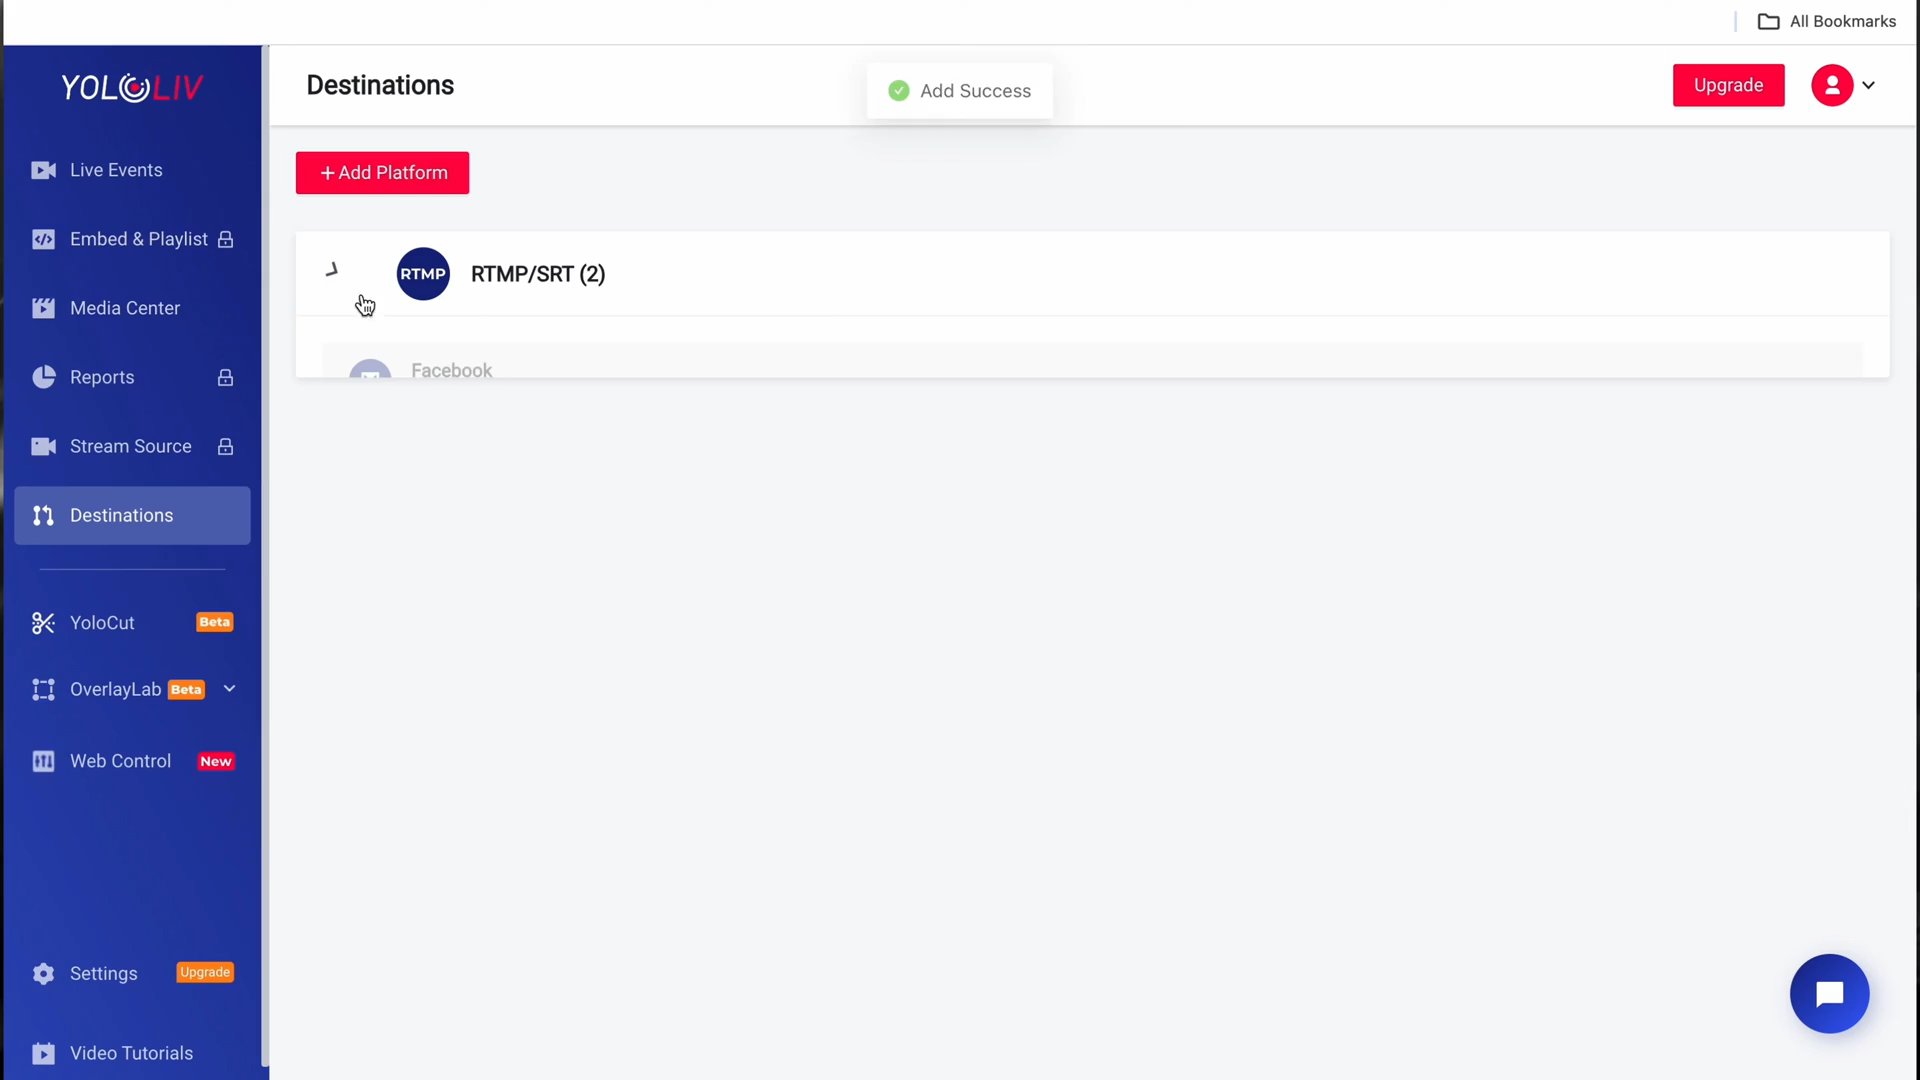 All Bookmarks
YOLOLIV
Destinations
Add Success
Upgrade
Live Events
+ Add Platform
Embed & Playlist
RTMP RTMP/SRT (2)
Media Center
Facebook
Reports
Stream Source
Destinations
YoloCut Beta
OverlayLab Beta
Web Control New
Settings Upgrade
Video Tutorials